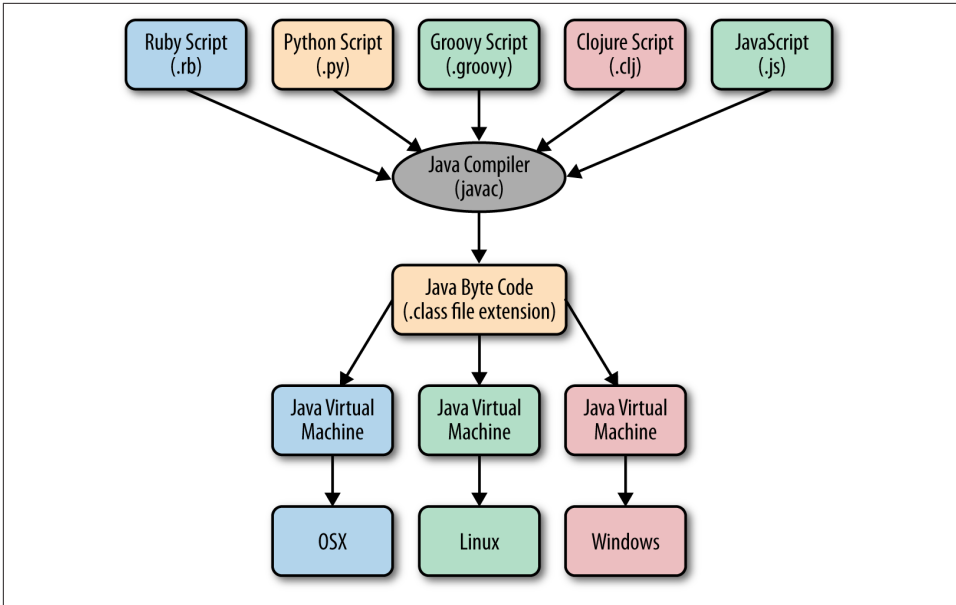 Ruby Script
(.rb)
Python Script
(.py)
Groovy Script
(.groovy)
Clojure Script
(.clj)
JavaScript
(.js)
Java Compiler
(javac)
Java Byte Code
(.class file extension)
Java Virtual
Machine
Java Virtual
Machine
Java Virtual
Machine
OSX
Linux
Windows